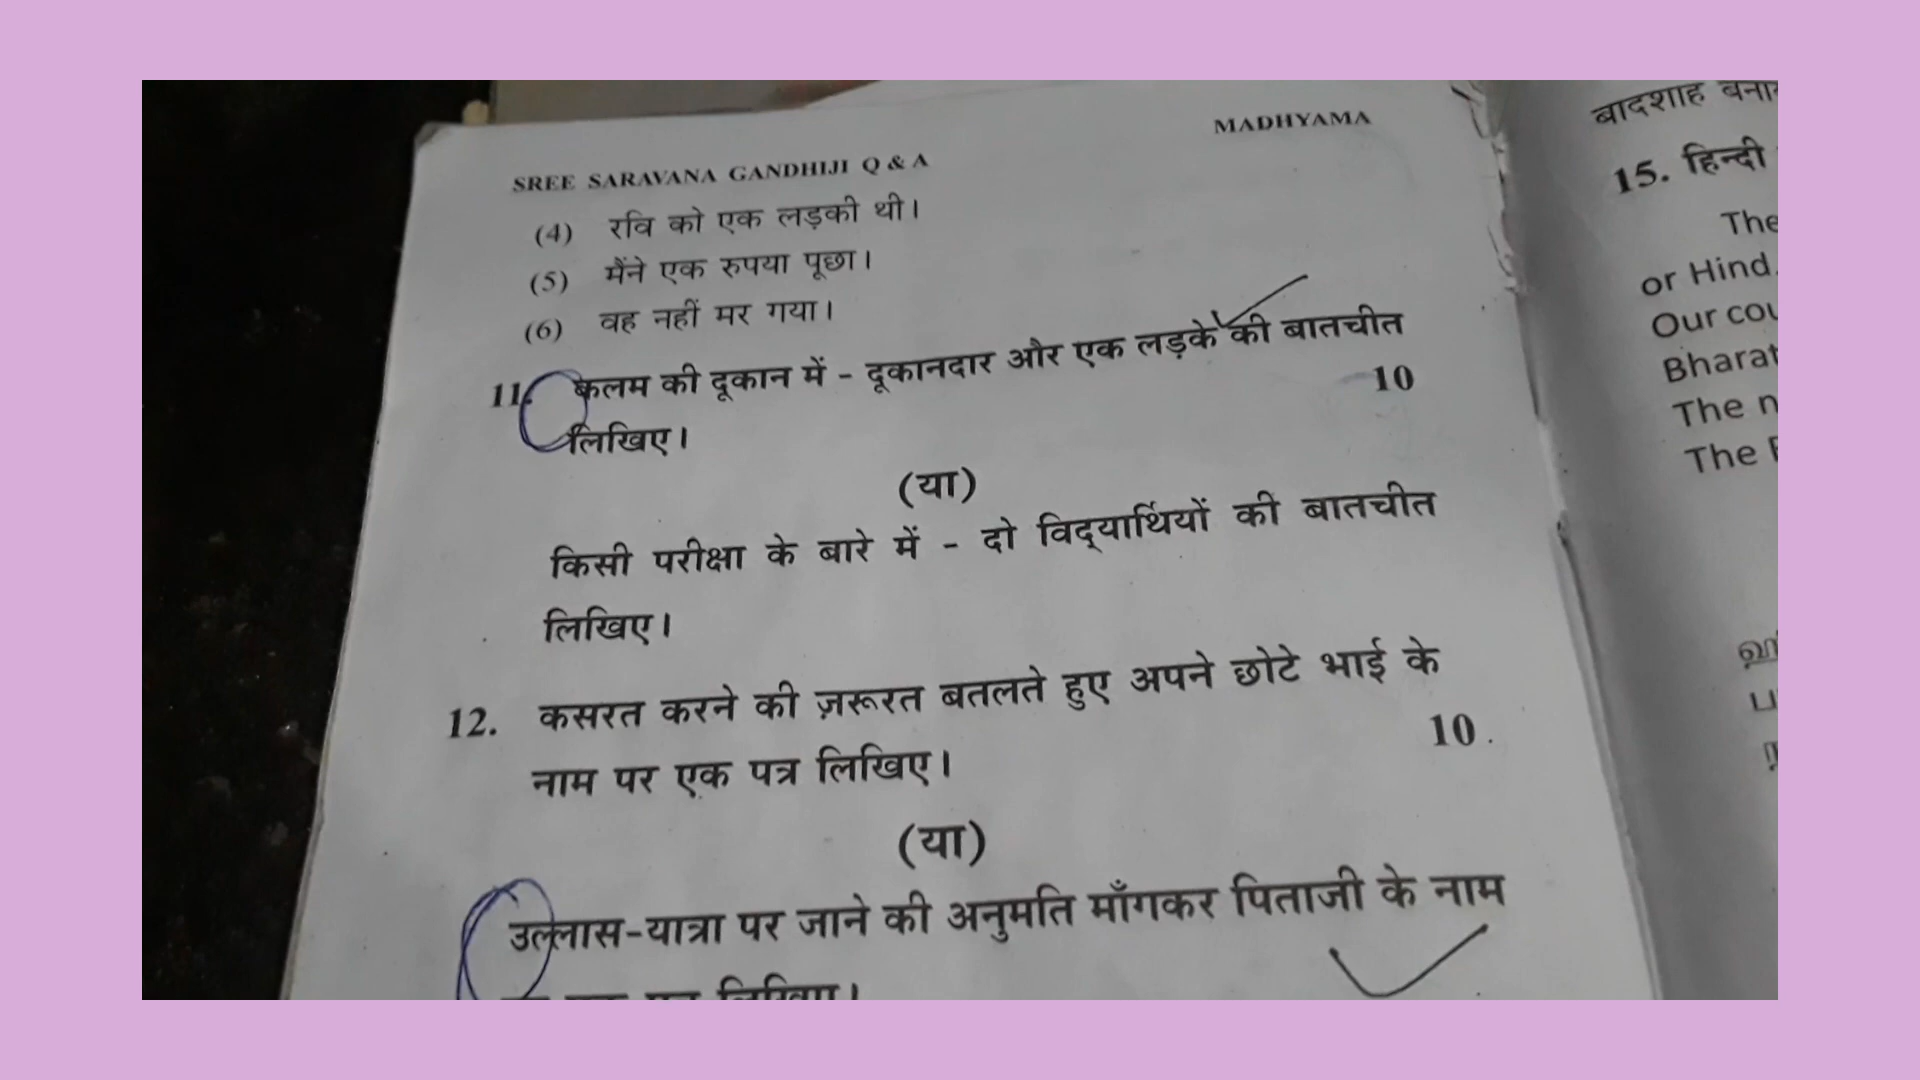 SREE SARAVANA GANDHIJI Q & A
MADHYAMA
(4) रवि को एक लड़की थी।
(5) मैंने एक रुपया पूछा।
(6) वह नहीं मर गया।
11. कलम की दूकान में - दूकानदार और एक लड़के की बातचीत
लिखिए। 10
(या)
किसी परीक्षा के बारे में - दो विद्‌यार्थियों की बातचीत
लिखिए।
12. कसरत करने की ज़रूरत बतलते हुए अपने छोटे भाई के
नाम पर एक पत्र लिखिए। 10
(या)
उल्लास-यात्रा पर जाने की अनुमति माँगकर पिताजी के नाम
लिखिए।
बादशाह
15. हिन्दी
The
or Hind
Our
The
The